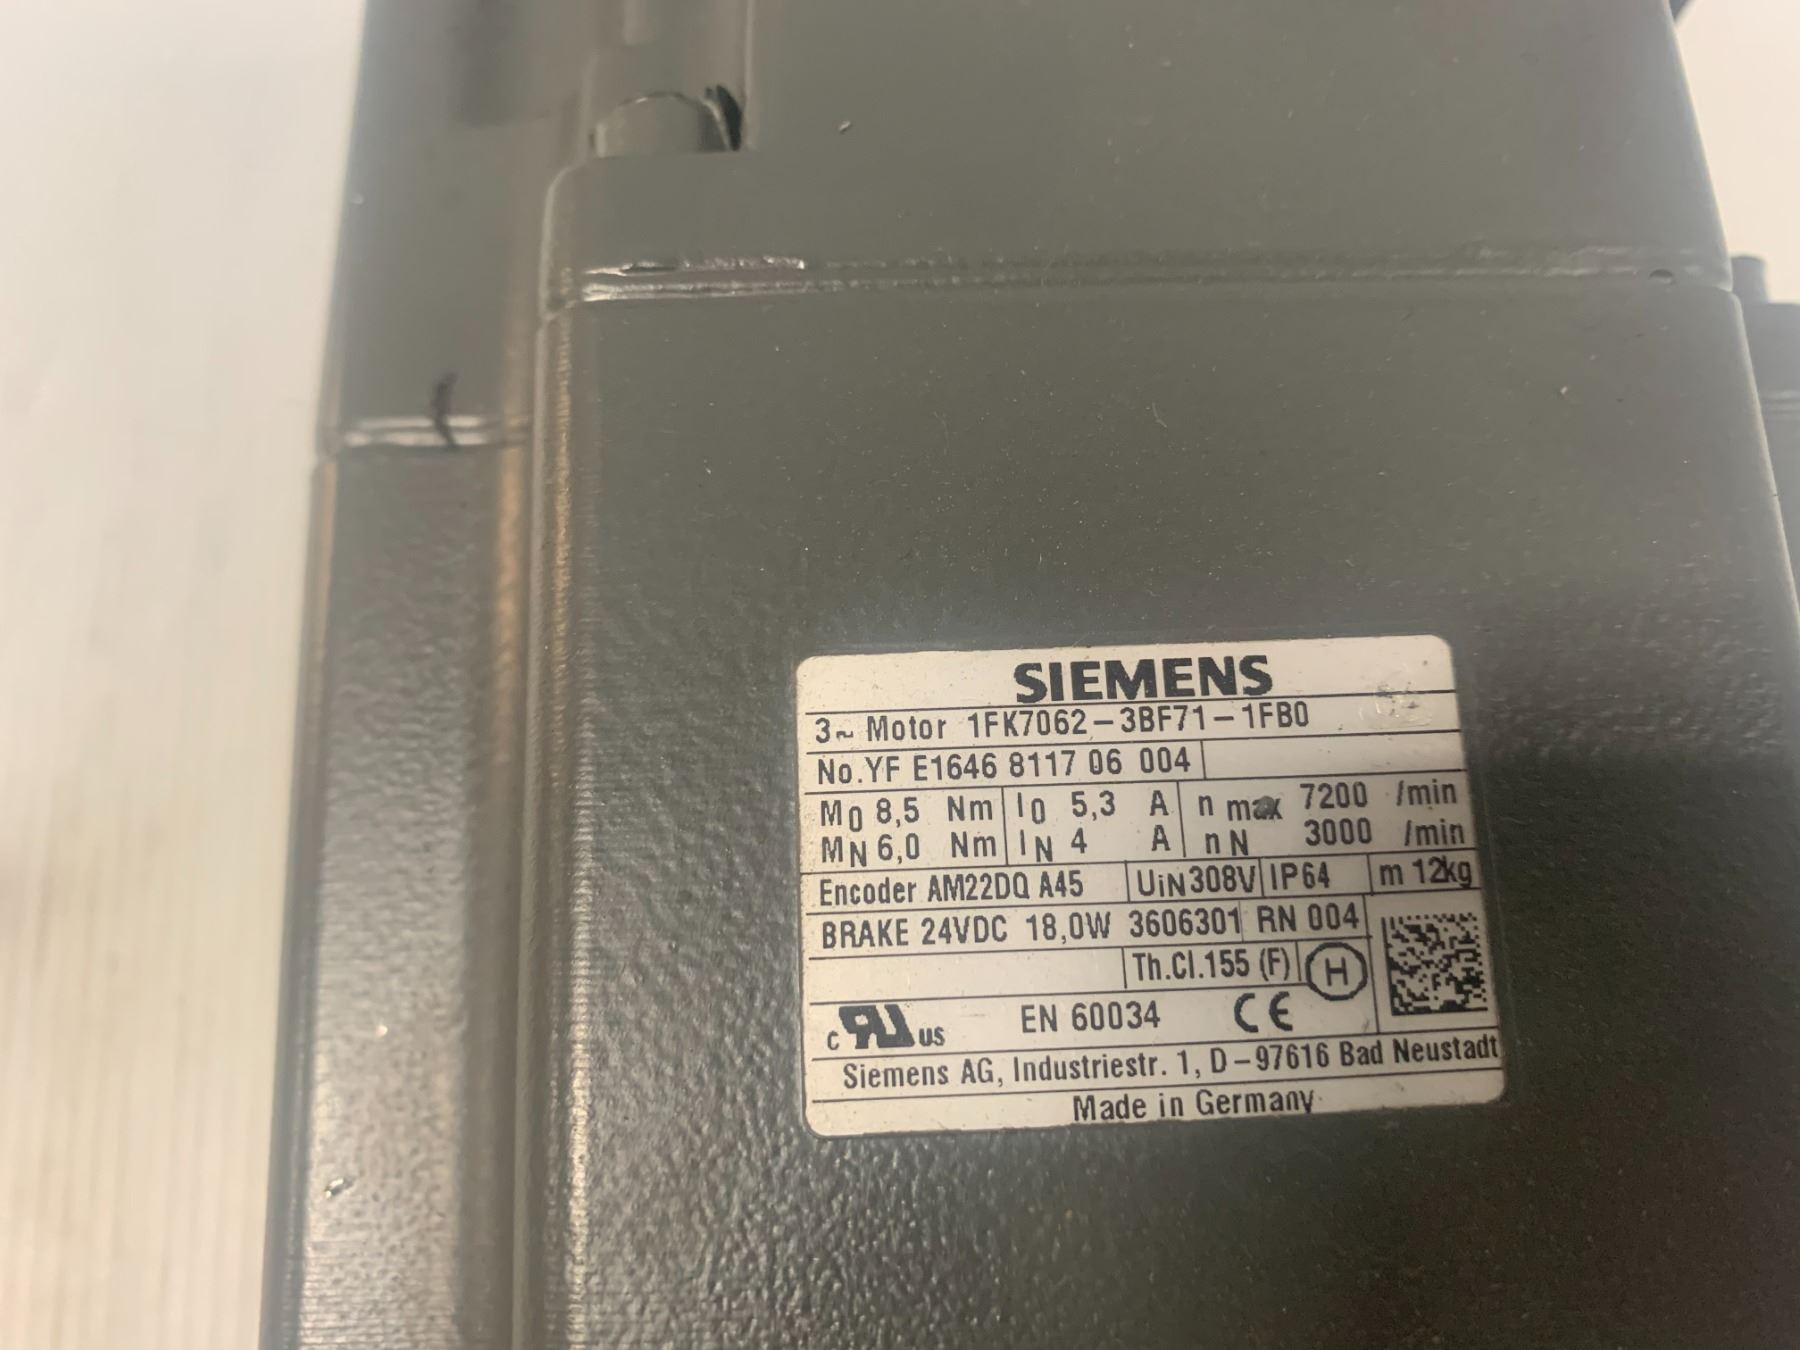 SIEMENS
3~ Motor 1FK7062-3BF71-1FB0
No.YF E1646 8117 06 004
M0 8,5 Nm I0 5,3 A n max 7200 /min
MN 6,0 Nm IN 4 A nN 3000 /min
Encoder AM22DQ A45 UIN 308V IP64 m 12kg
BRAKE 24VDC 18,0W 3606301 RN 004
Th.Cl.155 (F) H
c RU us EN 60034 CE
Siemens AG, Industriestr. 1, D-97616 Bad Neustadt
Made in Germany